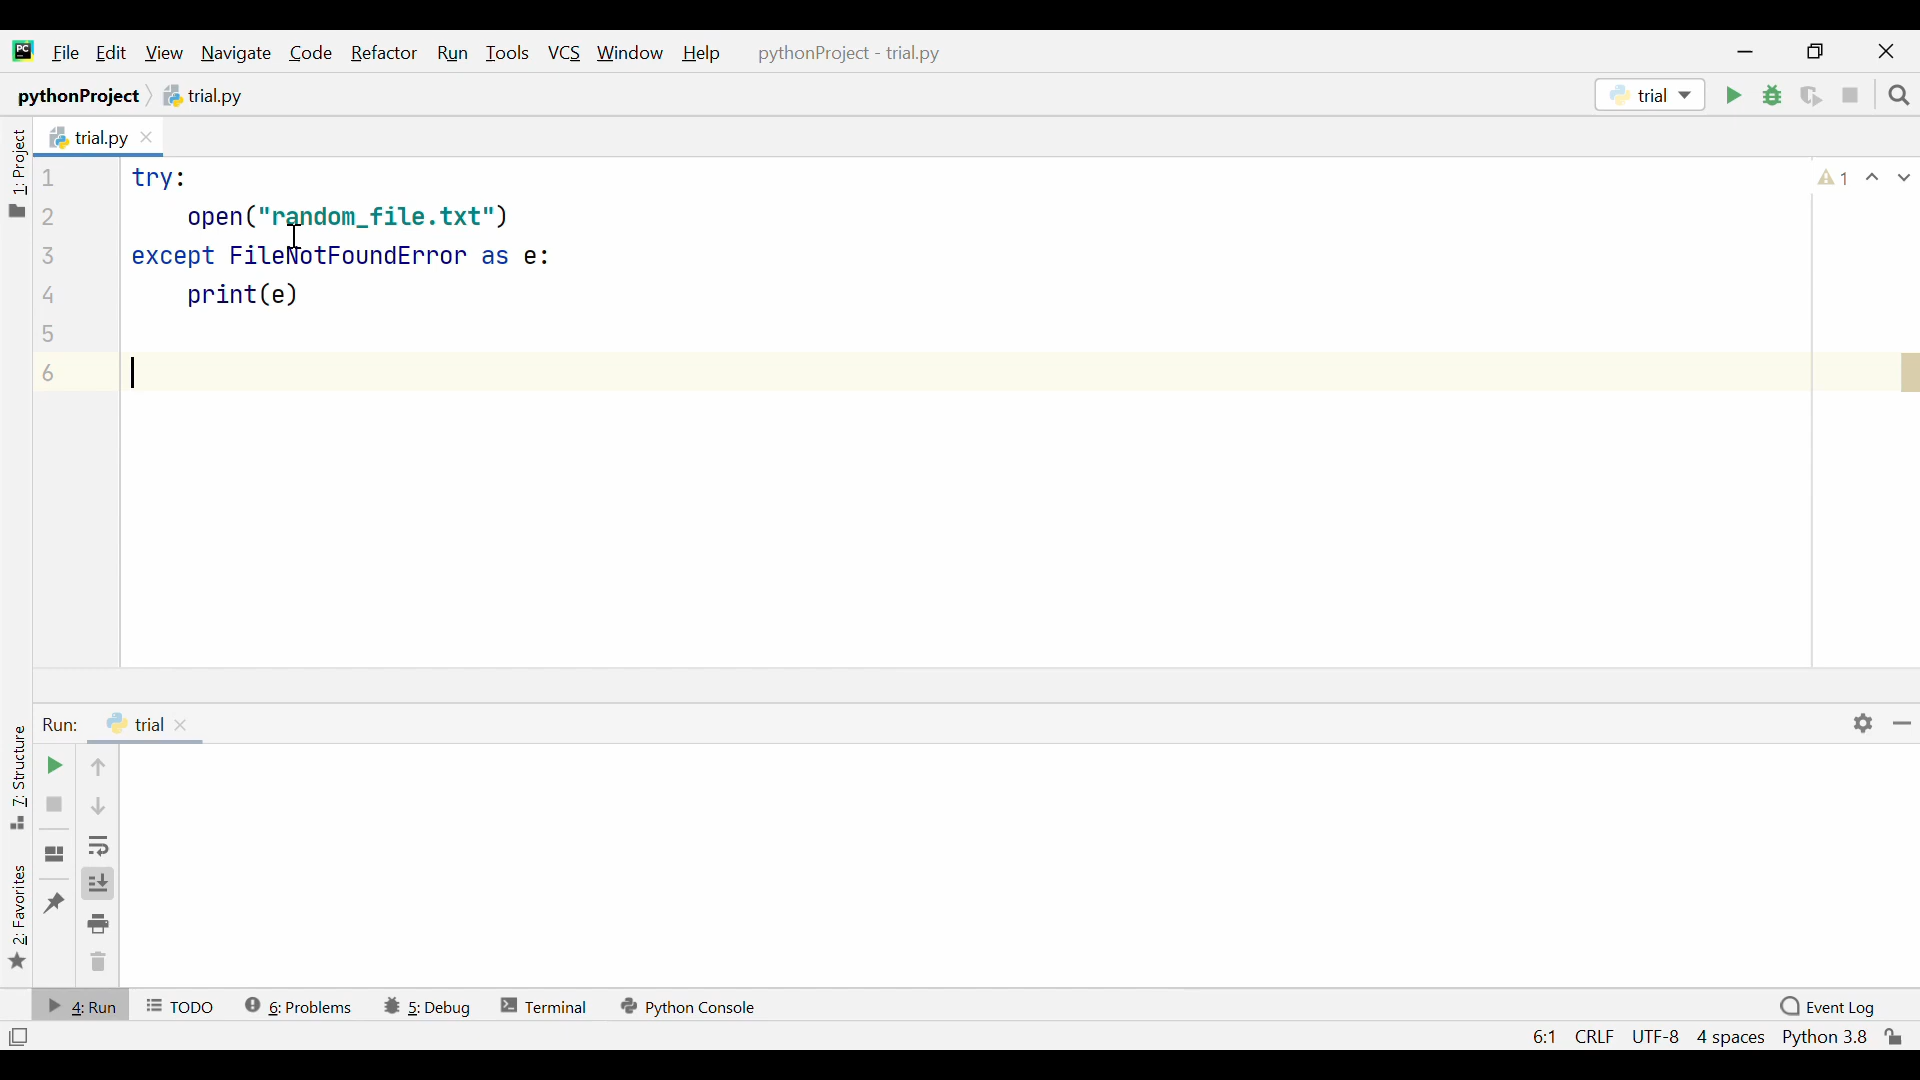 PC File Edit View Navigate Code Refactor Run Tools VCS Window Help pythonProject - trial.py
pythonProject trial.py trial
1: Project
trial.py
1 try: 1
2     open("random_file.txt")
3 except FileNotFoundError as e:
4     print(e)
5
6
7: Structure
2: Favorites
Run: trial
4: Run TODO 6: Problems 5: Debug Terminal Python Console Event Log
6:1 CRLF UTF-8 4 spaces Python 3.8